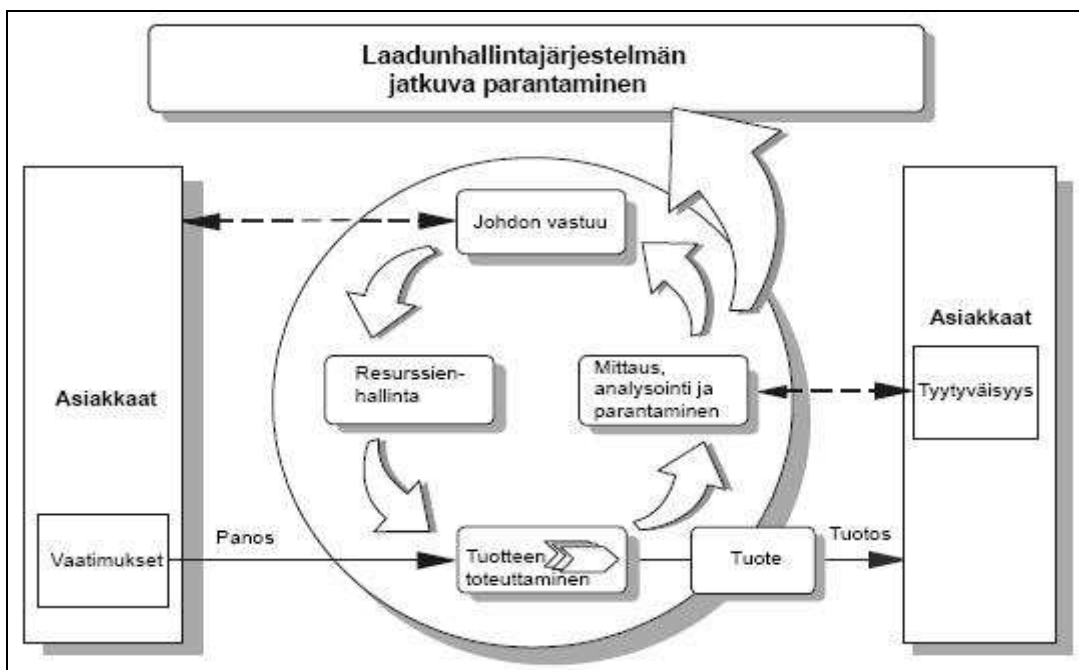 Laadunhallintajärjestelmän
jatkuva parantaminen
Johdon vastuu
Asiakkaat
Resurssien-
hallinta
Mittaus,
analysointi ja
parantaminen
Asiakkaat
Tyytyväisyys
Vaatimukset
Panos
Tuotteen
toteuttaminen
Tuote
Tuotos